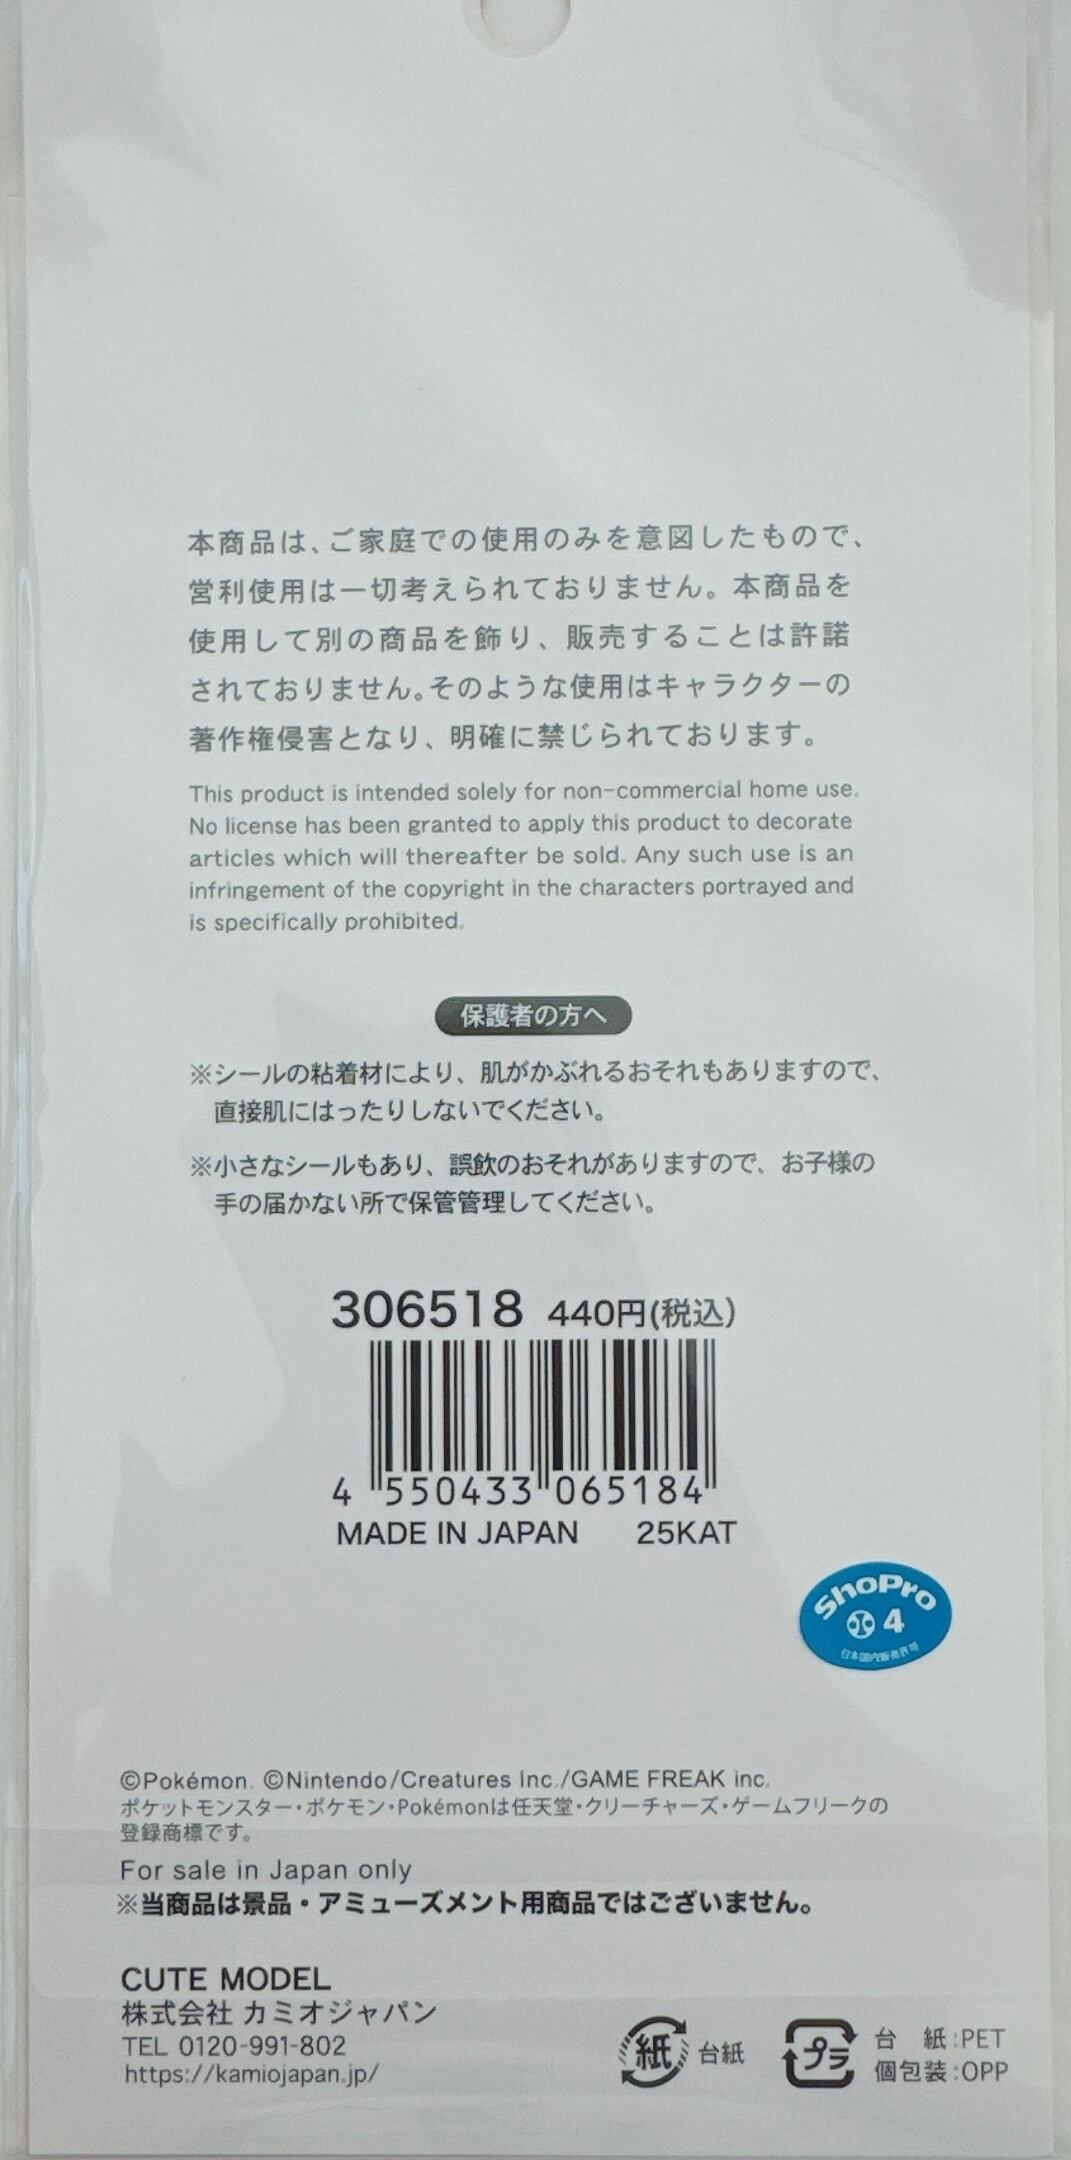 本商品は、ご家庭での使用のみを意図したもので、
営利使用は一切考えられておりません。本商品を
使用して別の商品を飾り、販売することは許諾
されておりません。そのような使用はキャラクターの
著作権侵害となり、明確に禁じられております。
This product is intended solely for non-commercial home use.
No license has been granted to apply this product to decorate
articles which will thereafter be sold. Any such use is an
infringement of the copyright in the characters portrayed and
is specifically prohibited.
保護者の方へ
※シールの粘着材により、肌がかぶれるおそれもありますので、
直接肌にはったりしないでください。
※小さなシールもあり、誤飲のおそれがありますので、お子様の
手の届かない所で保管管理してください。
306518 440円(税込)
4 550433 065184
MADE IN JAPAN 25KAT
ShoPro
4
日本国内販売許可
©Pokémon. ©Nintendo/Creatures Inc./GAME FREAK inc.
ポケットモンスター・ポケモン・Pokémonは任天堂・クリーチャーズ・ゲームフリークの
登録商標です。
For sale in Japan only
※当商品は景品・アミューズメント用商品ではございません。
CUTE MODEL
株式会社 カミオジャパン
TEL 0120-991-802
https://kamiojapan.jp/
紙 台紙
プラ 台 紙:PET
個包装:OPP